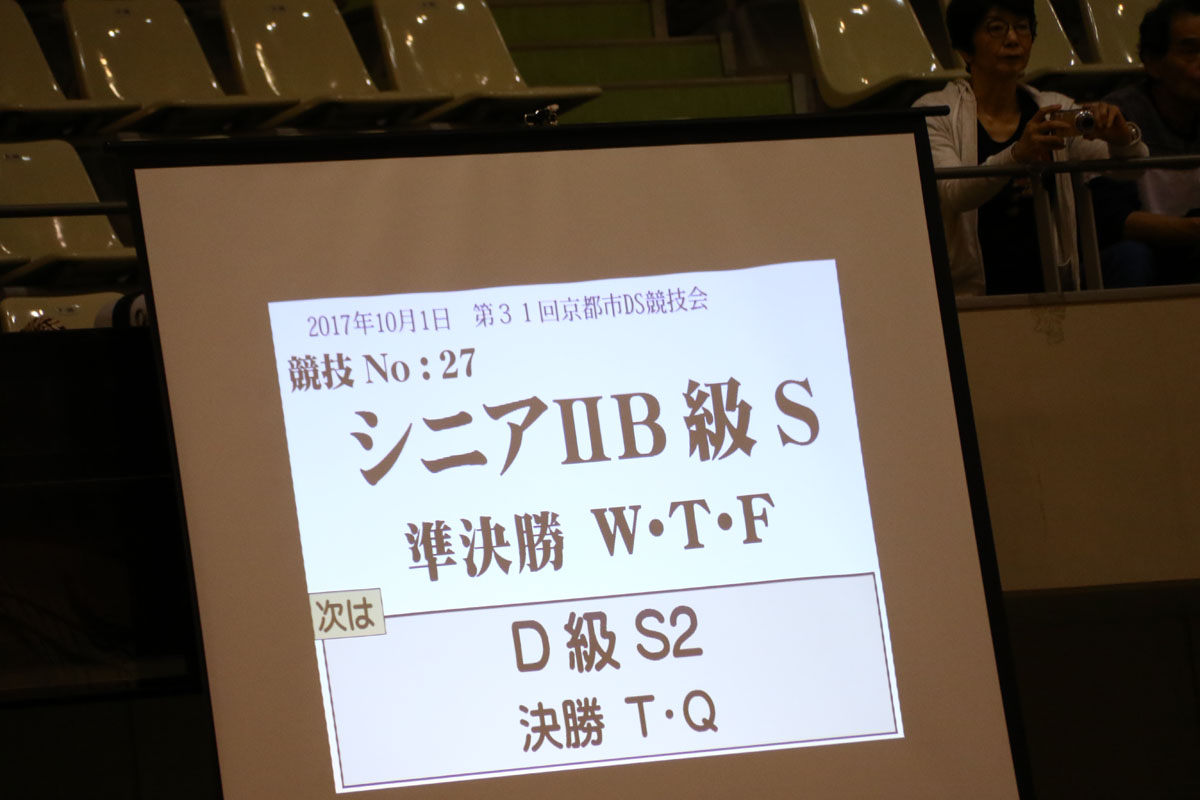 2017年10月1日　第３１回京都市DS競技会
競技 No：27
シニアⅡB 級 S
準決勝 W・T・F
次は
D 級 S2
決勝 T・Q